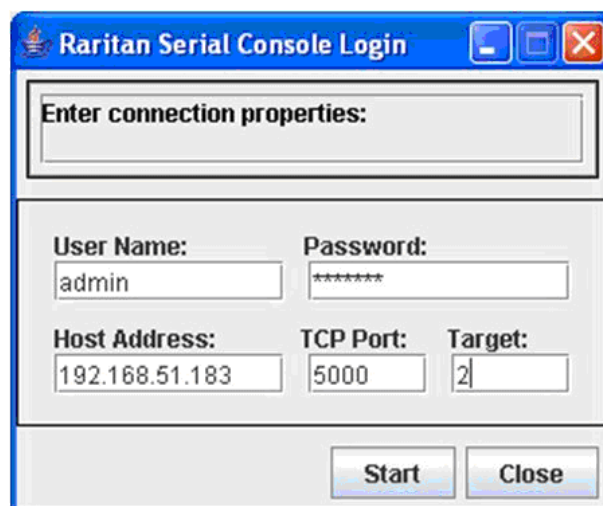 Raritan Serial Console Login
Enter connection properties:
User Name: Password:
admin *******
Host Address: TCP Port: Target:
192.168.51.183 5000 2
Start Close